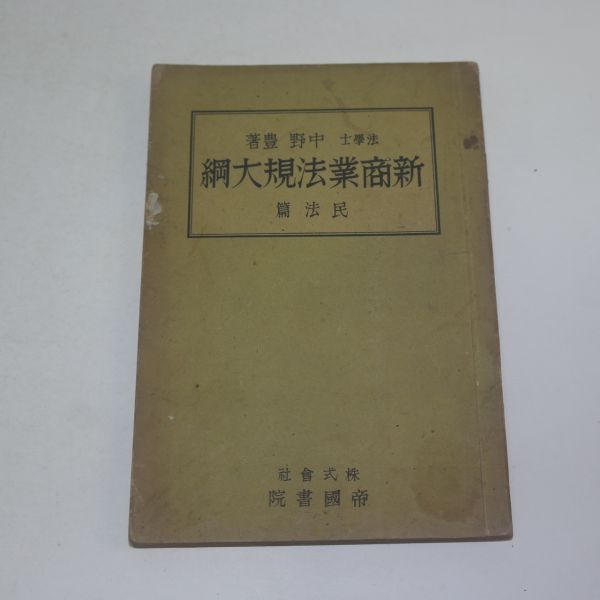 法學士 中野 豊著
新商業法規大綱
民法篇
株式會社
帝國書院